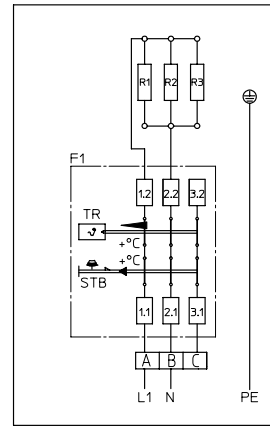 R1 R2 R3
F1
1.2 2.2 3.2
TR
ϑ
+°C
+°C
STB
1.1 2.1 3.1
A B C
L1 N PE